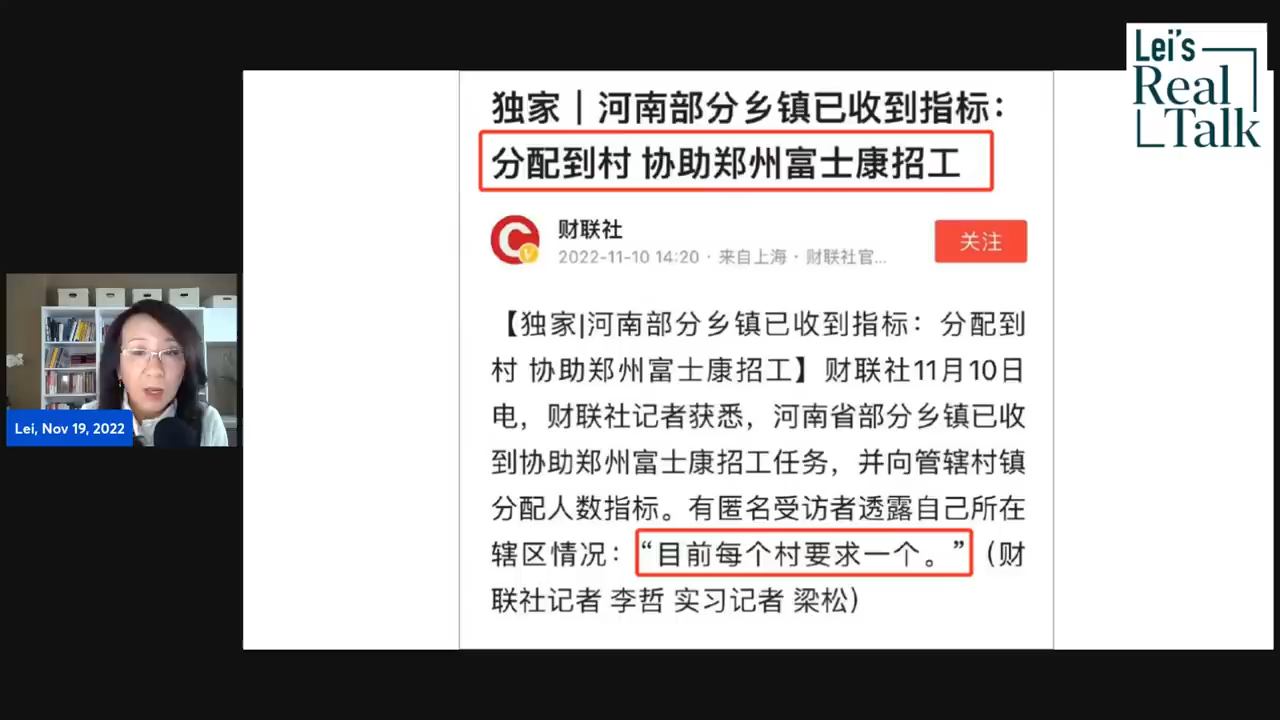 Lei's
Real
Talk
独家｜河南部分乡镇已收到指标：
分配到村 协助郑州富士康招工
财联社
2022-11-10 14:20 · 来自上海 · 财联社官...
关注
【独家|河南部分乡镇已收到指标：分配到
村 协助郑州富士康招工】财联社11月10日
电，财联社记者获悉，河南省部分乡镇已收
到协助郑州富士康招工任务，并向管辖村镇
分配人数指标。有匿名受访者透露自己所在
辖区情况：“目前每个村要求一个。”（财
联社记者 李哲 实习记者 梁松）
Lei, Nov 19, 2022